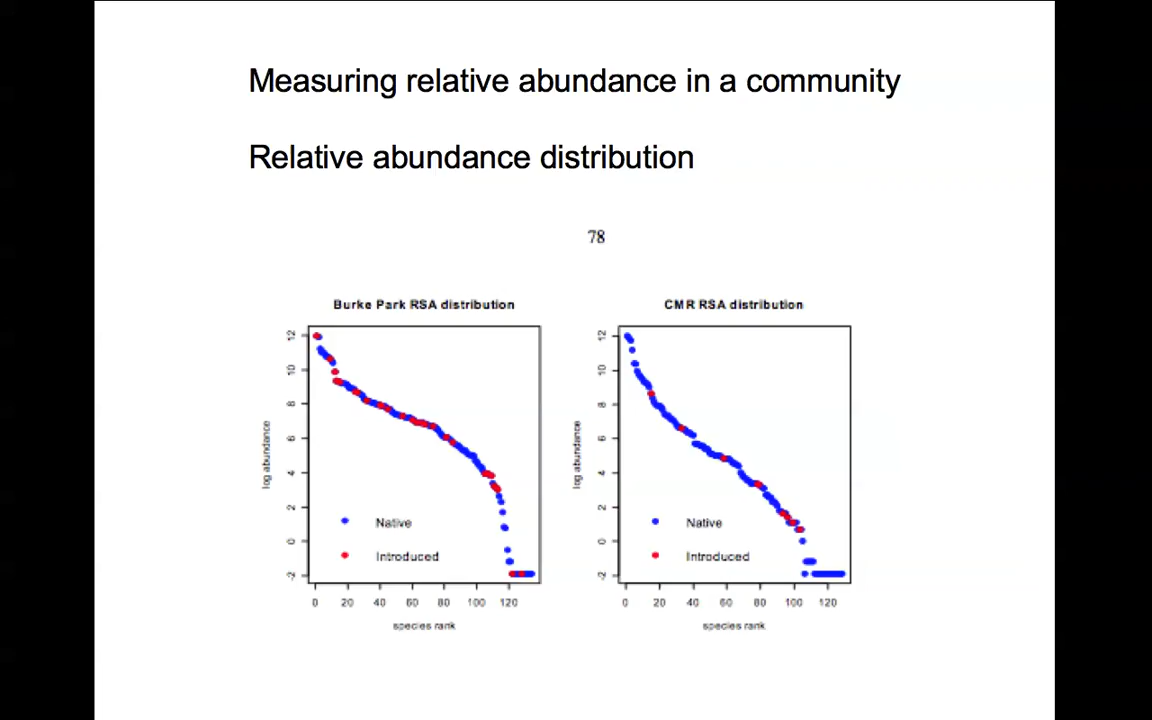 Measuring relative abundance in a community
Relative abundance distribution
78
Burke Park RSA distribution
12
10
8
6
4
2
0
-2
log abundance
Native
Introduced
0 20 40 60 80 100 120
species rank
CMR RSA distribution
12
10
8
6
4
2
0
-2
log abundance
Native
Introduced
0 20 40 60 80 100 120
species rank